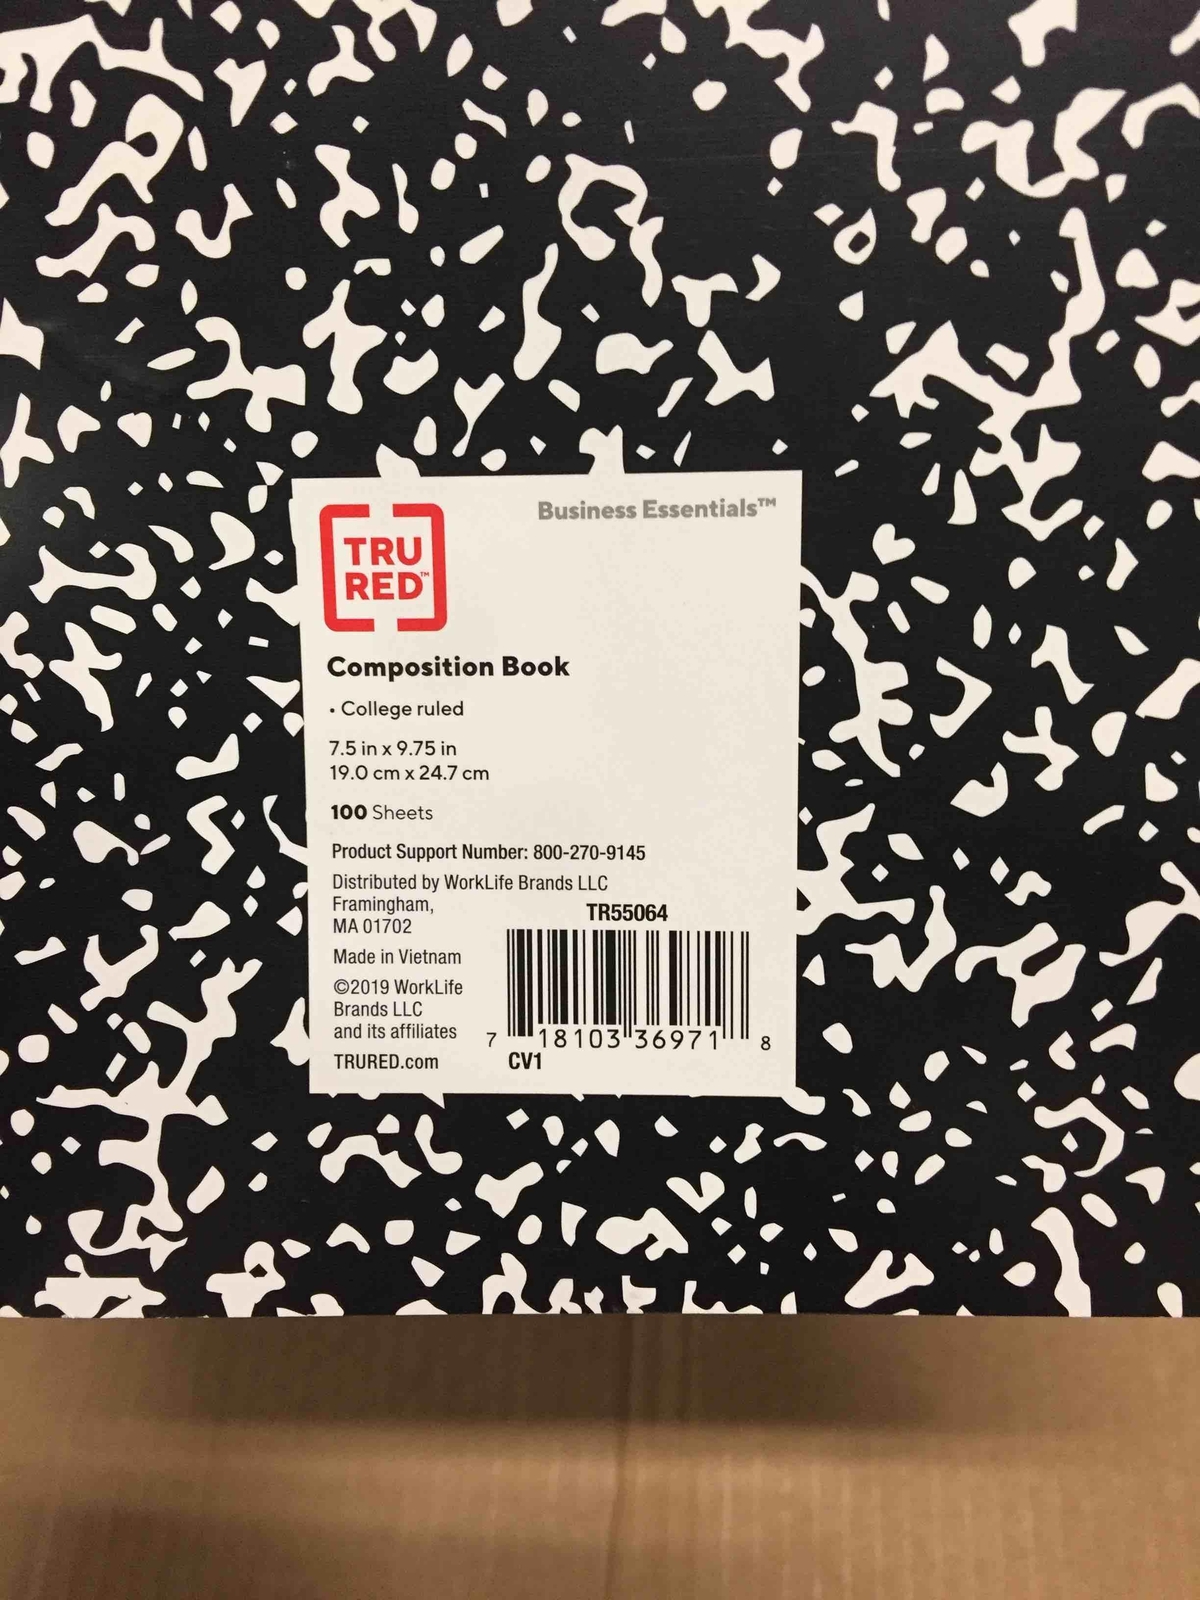 Business Essentials™
TRU
RED™
Composition Book
• College ruled
7.5 in x 9.75 in
19.0 cm x 24.7 cm
100 Sheets
Product Support Number: 800-270-9145
Distributed by WorkLife Brands LLC
Framingham,
MA 01702
Made in Vietnam
©2019 WorkLife
Brands LLC
and its affiliates
TRURED.com
TR55064
7 18103 36971 8
CV1